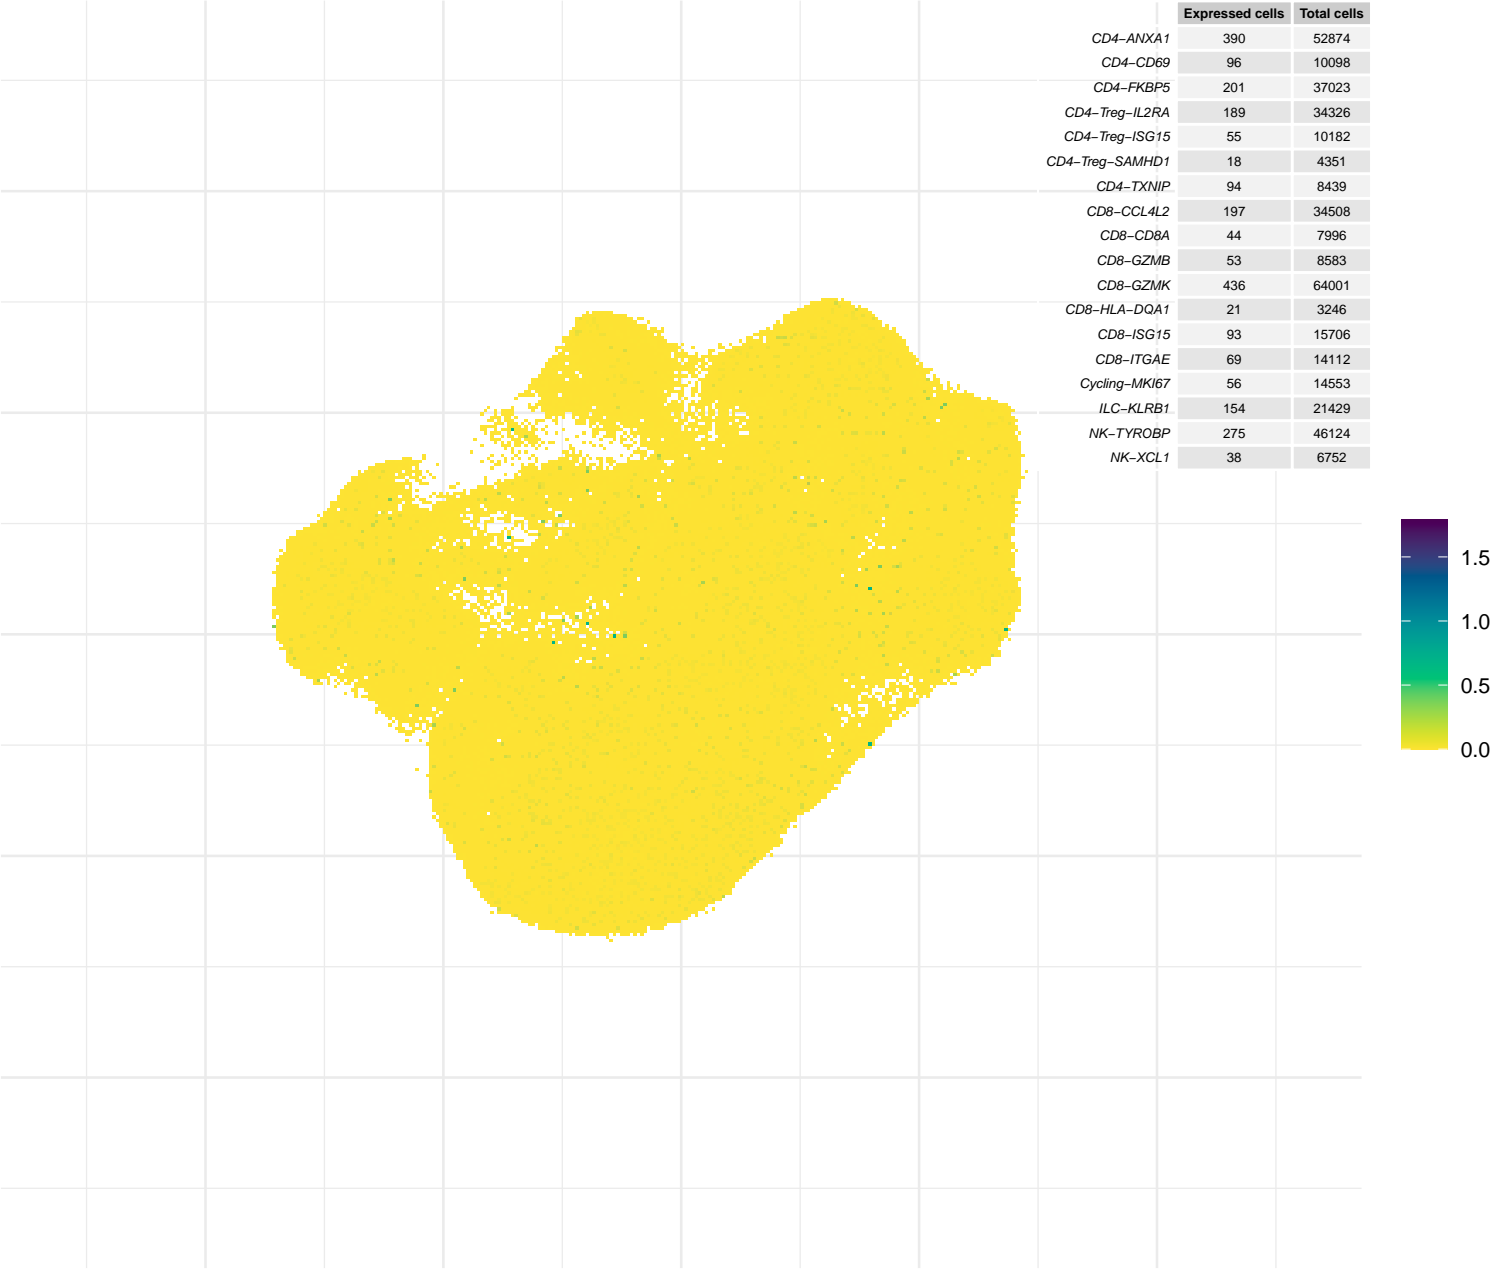 Expressed cells Total cells
CD4−ANXA1 390 52874
CD4−CD69 96 10098
CD4−FKBP5 201 37023
CD4−Treg−IL2RA 189 34326
CD4−Treg−ISG15 55 10182
CD4−Treg−SAMHD1 18 4351
CD4−TXNIP 94 8439
CD8−CCL4L2 197 34508
CD8−CD8A 44 7996
CD8−GZMB 53 8583
CD8−GZMK 436 64001
CD8−HLA−DQA1 21 3246
CD8−ISG15 93 15706
CD8−ITGAE 69 14112
Cycling−MKI67 56 14553
ILC−KLRB1 154 21429
NK−TYROBP 275 46124
NK−XCL1 38 6752
1.5
1.0
0.5
0.0